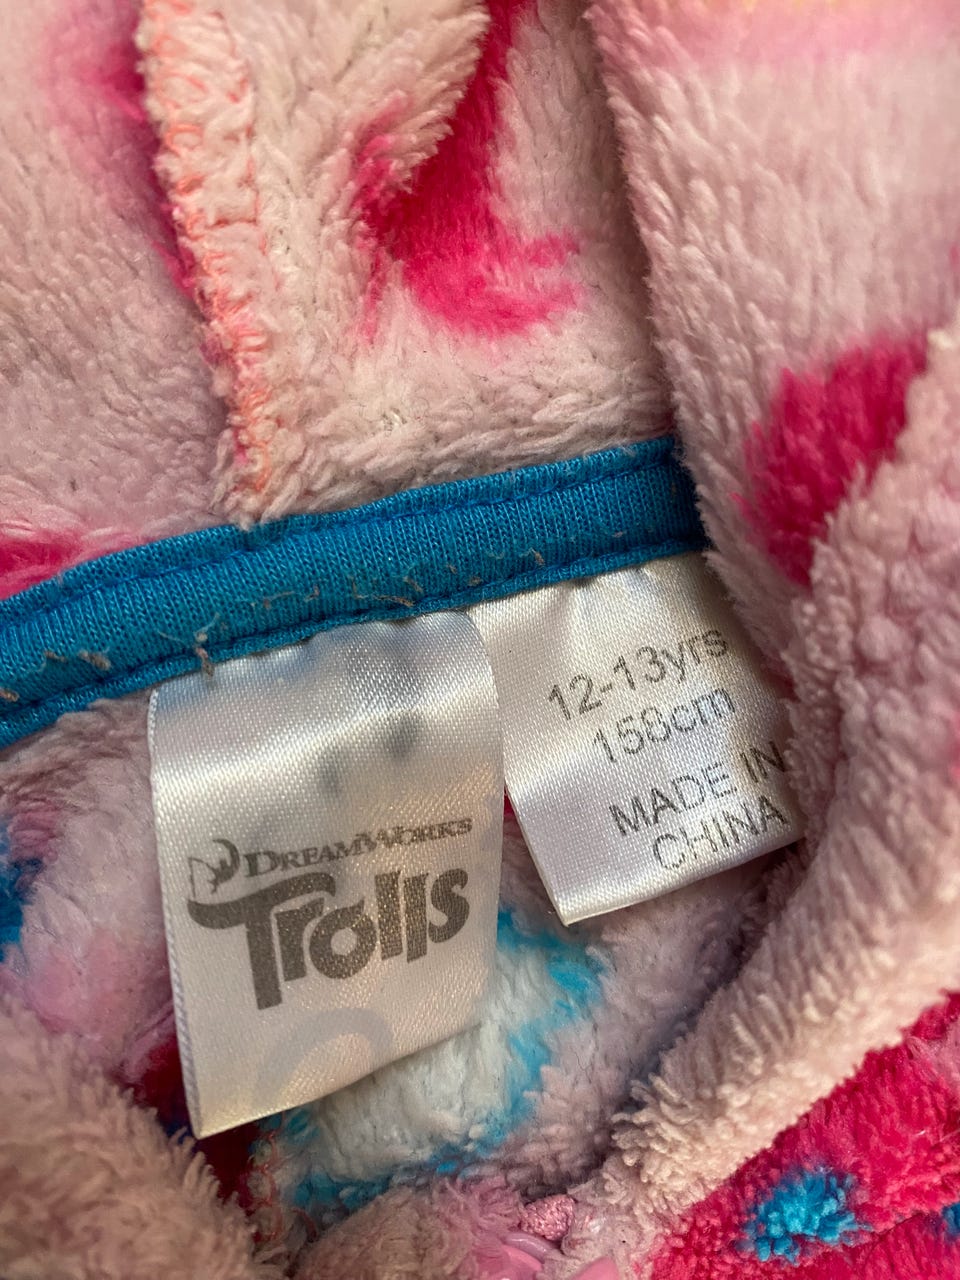 DREAMWORKS
Trolls
12-13yrs
158cm
MADE IN
CHINA